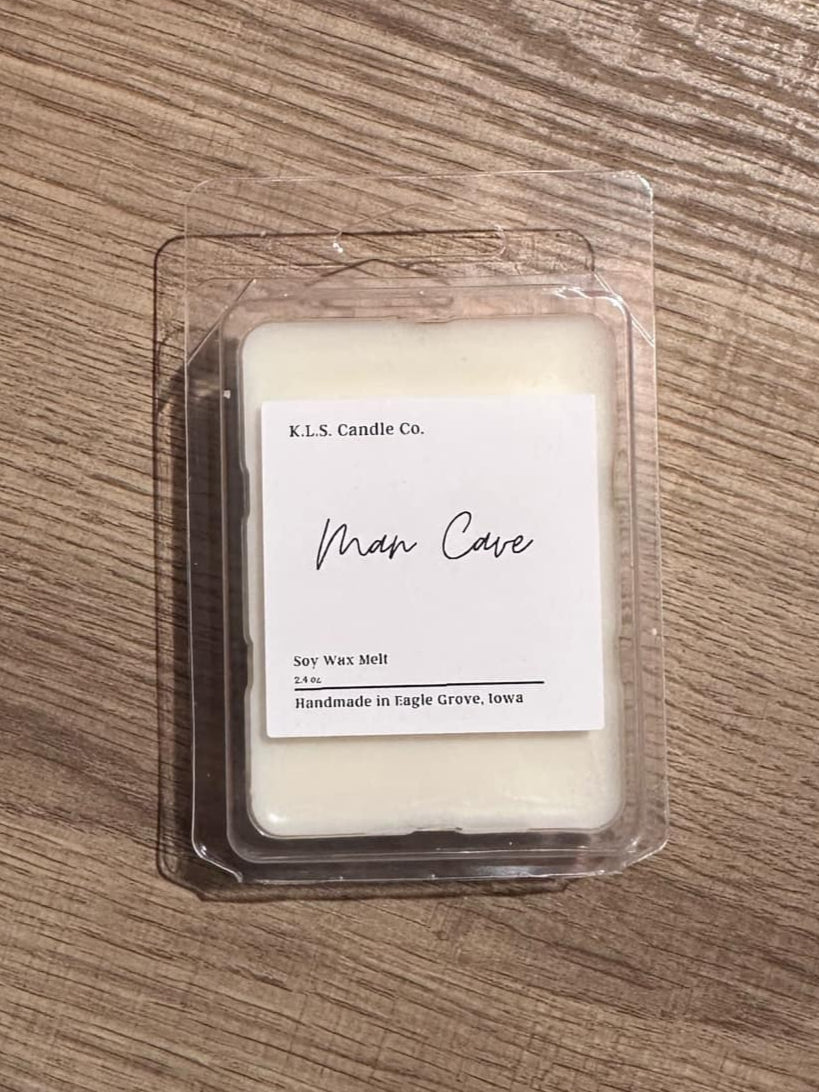 K.L.S. Candle Co.
Man Cave
Soy Wax Melt
2.4 oz
Handmade in Eagle Grove, Iowa